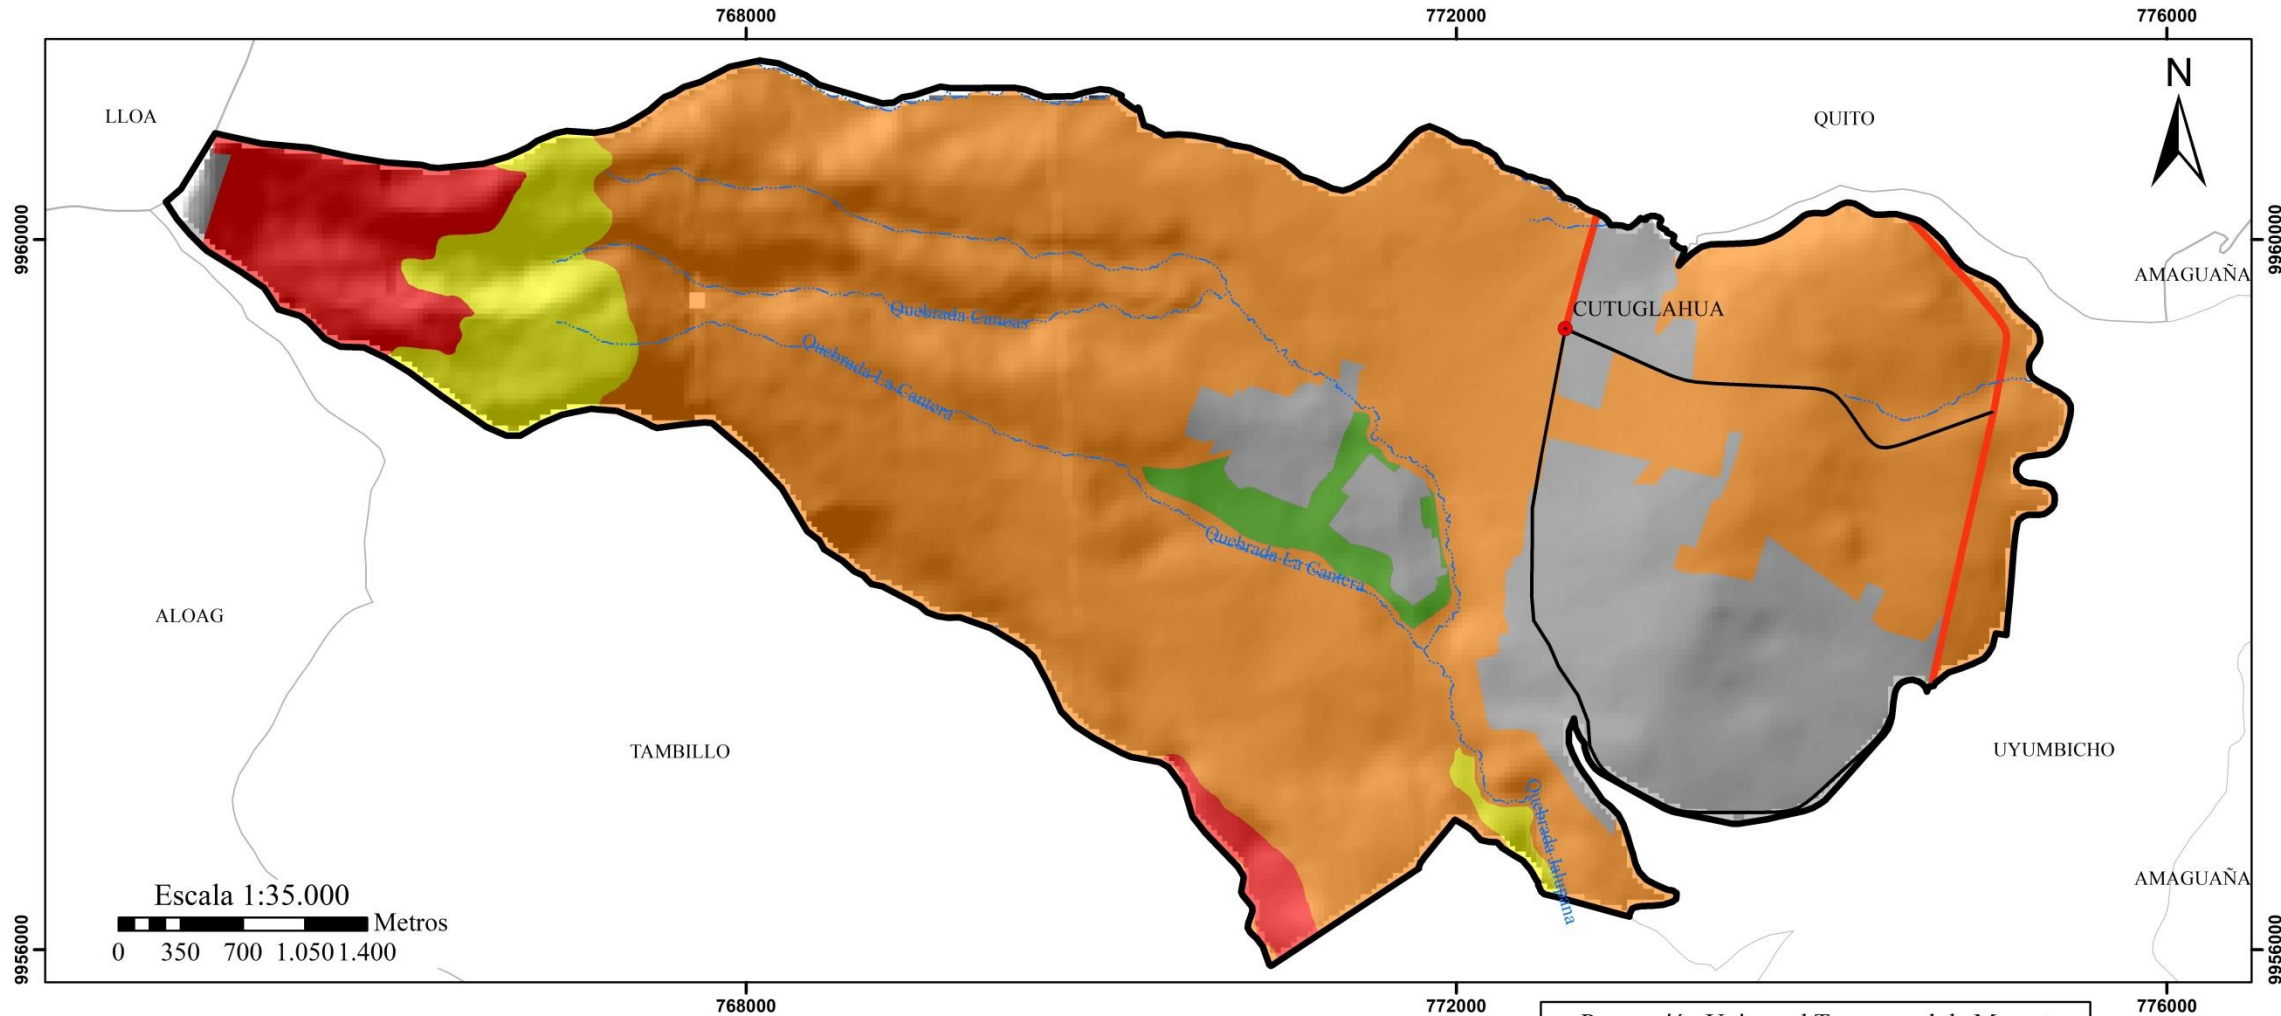 768000
772000
776000
N
LLOA
QUITO
9960000
9960000
AMAGUAÑA
CUTUGLAHUA
Quebrada Canoas
Quebrada La Cantera
Quebrada La Cantera
ALOAG
TAMBILLO
UYUMBICHO
Quebrada Jalupana
AMAGUAÑA
Escala 1:35.000
Metros
0 350 700 1.050 1.400
9956000
9956000
768000
772000
776000